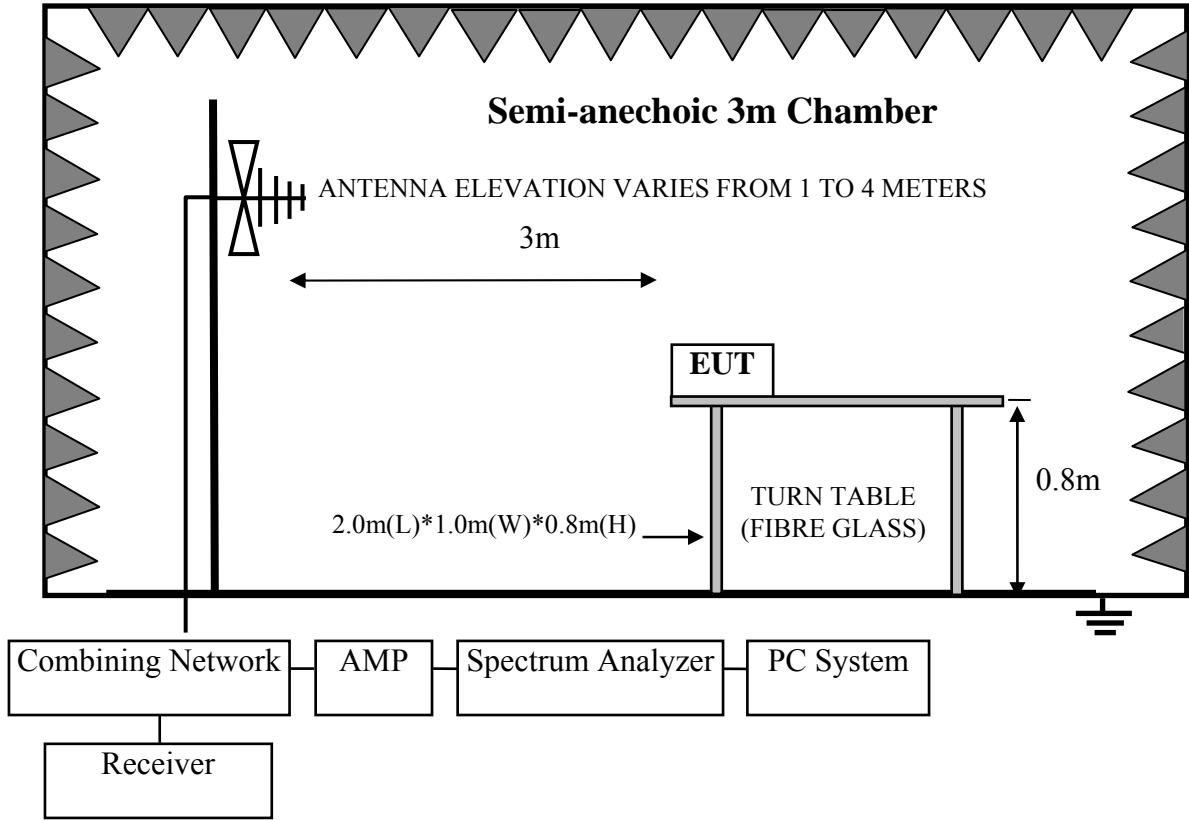 Semi-anechoic 3m Chamber
ANTENNA ELEVATION VARIES FROM 1 TO 4 METERS
3m
EUT
0.8m
TURN TABLE
(FIBRE GLASS)
2.0m(L)*1.0m(W)*0.8m(H)
Combining Network
AMP
Spectrum Analyzer
PC System
Receiver